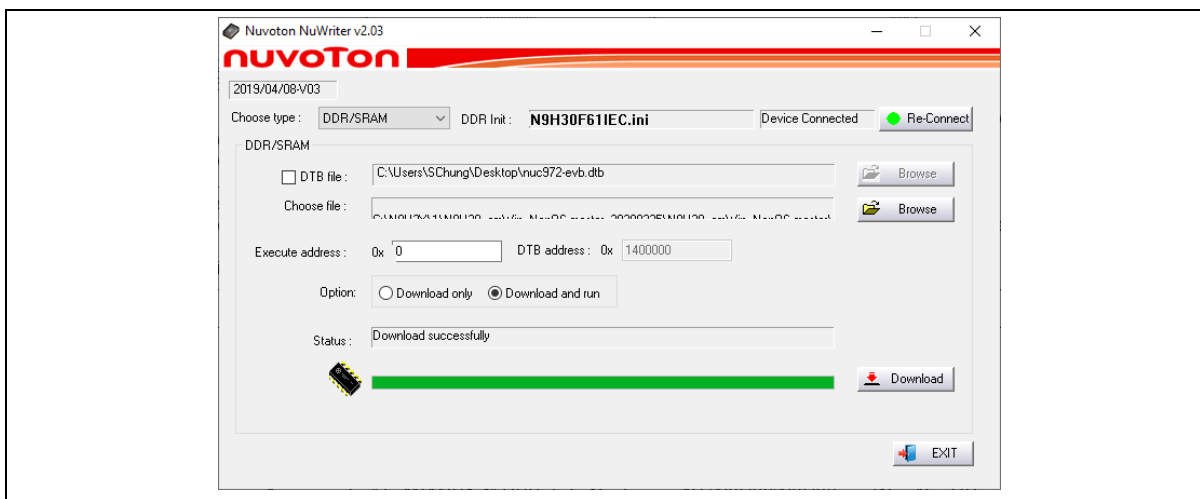 Nuvoton NuWriter v2.03
nuvoTon
2019/04/08-V03
Choose type : DDR/SRAM DDR Init : N9H30F61IEC.ini Device Connected Re-Connect
DDR/SRAM
DTB file : C:\Users\SChung\Desktop\nuc972-evb.dtb Browse
Choose file : Browse
Execute address : 0x 0 DTB address : 0x 1400000
Option: Download only Download and run
Status : Download successfully
Download
EXIT